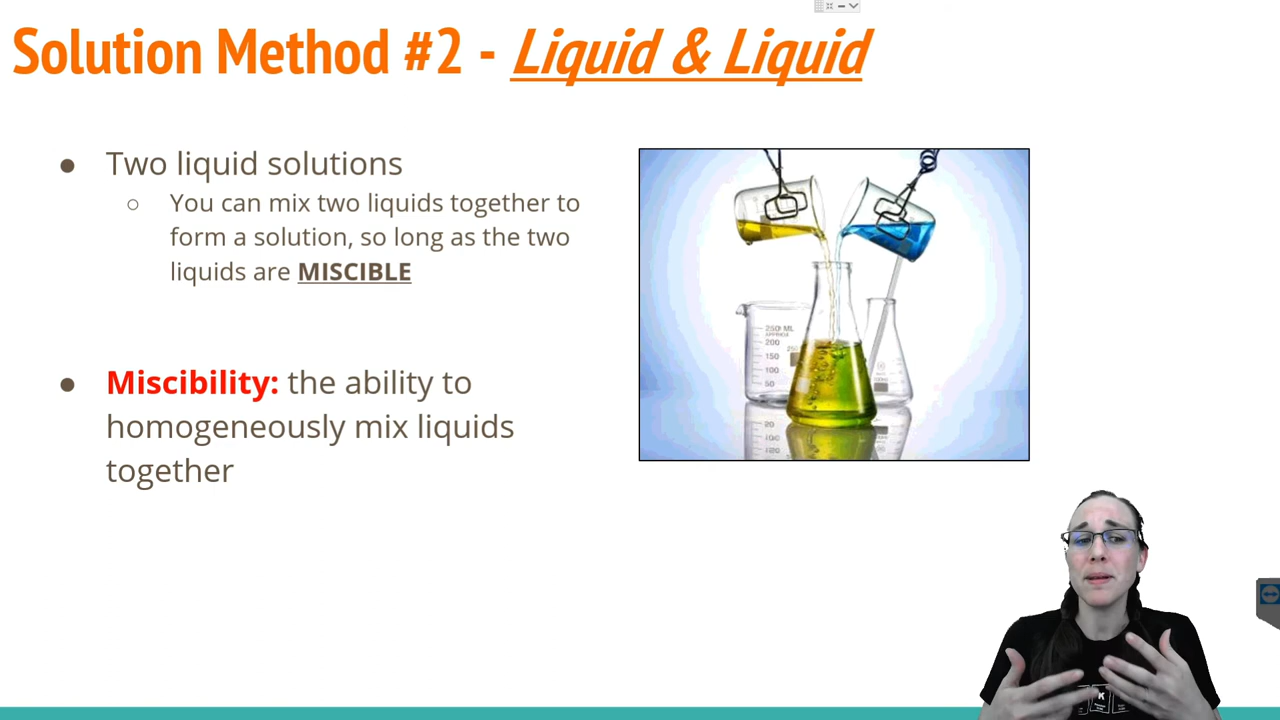 Solution Method #2 - Liquid & Liquid
● Two liquid solutions
○ You can mix two liquids together to
form a solution, so long as the two
liquids are MISCIBLE
● Miscibility: the ability to
homogeneously mix liquids
together
250 ML
APPROX
200
150
100
50
K